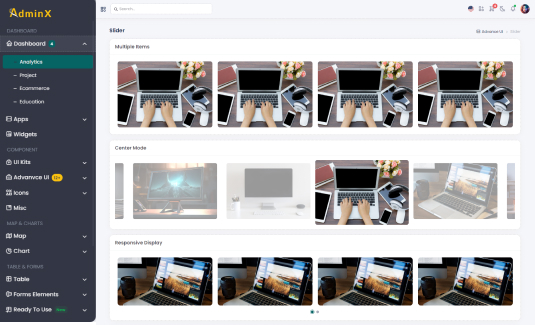 AdminX
Search..
DASHBOARD
Dashboard 4
Analytics
Project
Ecommerce
Education
Apps
Widgets
COMPONENT
UI Kits
Advance UI 12+
Icons
Misc
MAP & CHARTS
Map
Chart
TABLE & FORMS
Table
Forms Elements
Ready To Use
Slider
Advance UI / Slider
Multiple Items
Center Mode
Responsive Display